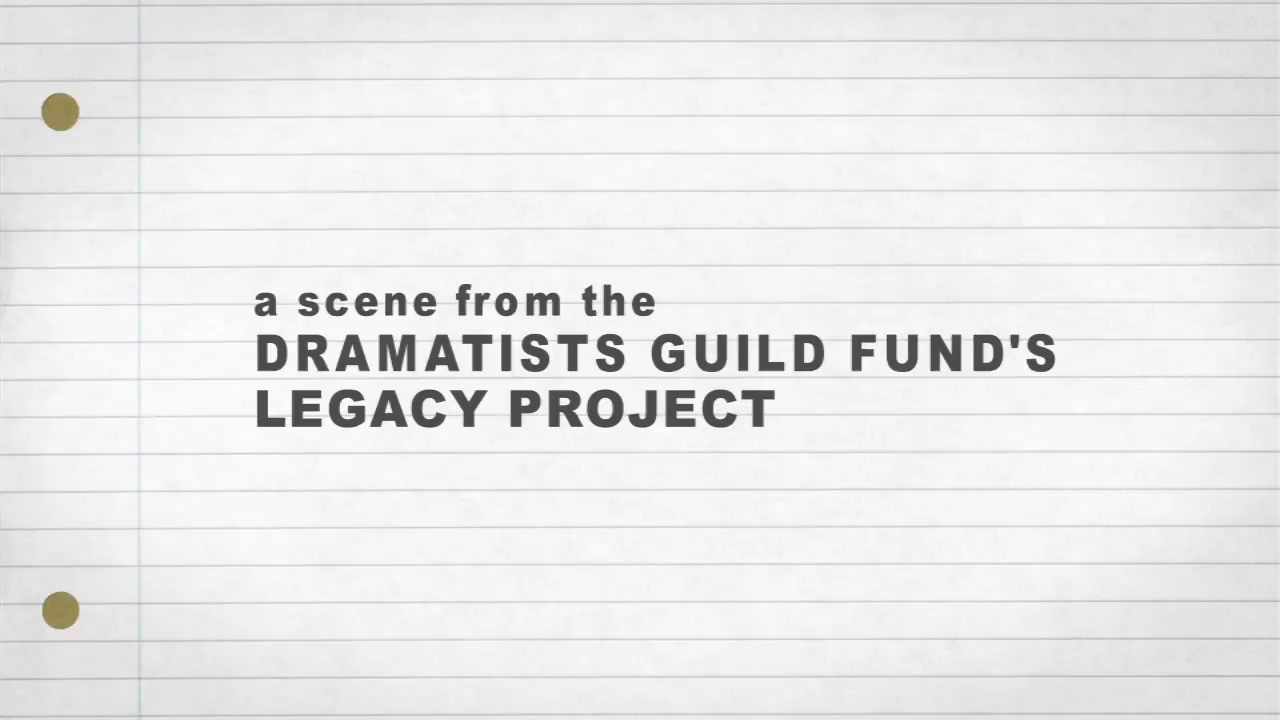 a scene from the
DRAMATISTS GUILD FUND'S
LEGACY PROJECT